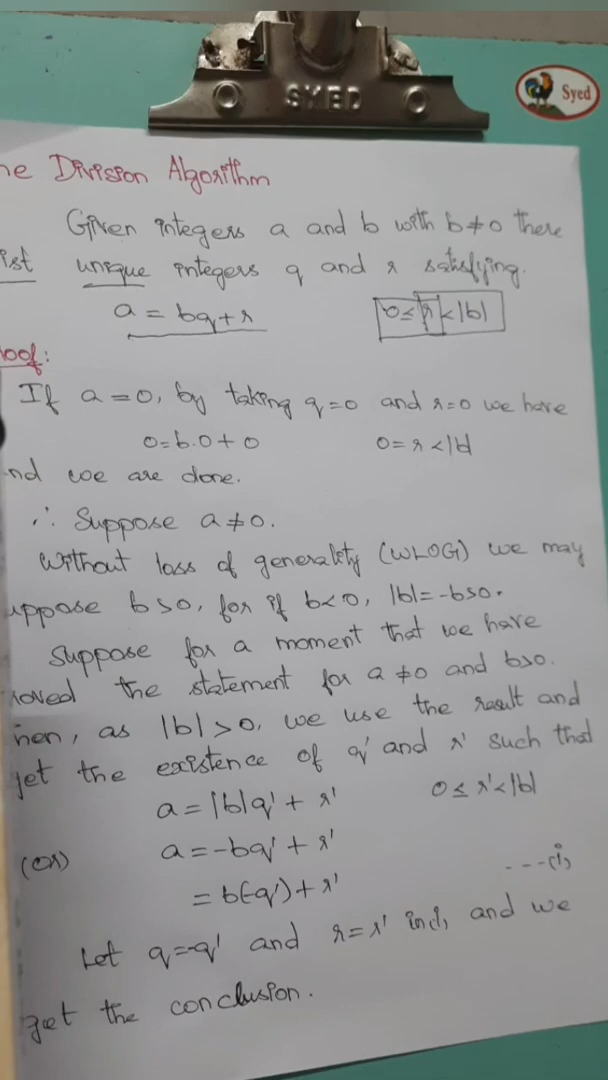 SYED
Syed
he Division Algorithm
Given integers a and b with b≠0 there
ist unique integers q and r satisfying.
a = bq + r 0≤r<|b|
oof:
If a=0, by taking q=0 and r=0 we have
0=b.0+0 0=r<|b|
nd we are done.
∴ Suppose a≠0.
Without loss of generality (WLOG) we may
uppose b>0, for if b<0, |b|=-b>0.
Suppose for a moment that we have
roved the statement for a≠0 and b>0.
hen, as |b|>0, we use the result and
get the existence of q' and r' such that
a=|b|q' + r' 0≤r'<|b|
(or) a=-bq' + r'
= b(-q') + r' ---(i)
Let q=-q' and r=r' in (i) and we
get the conclusion.